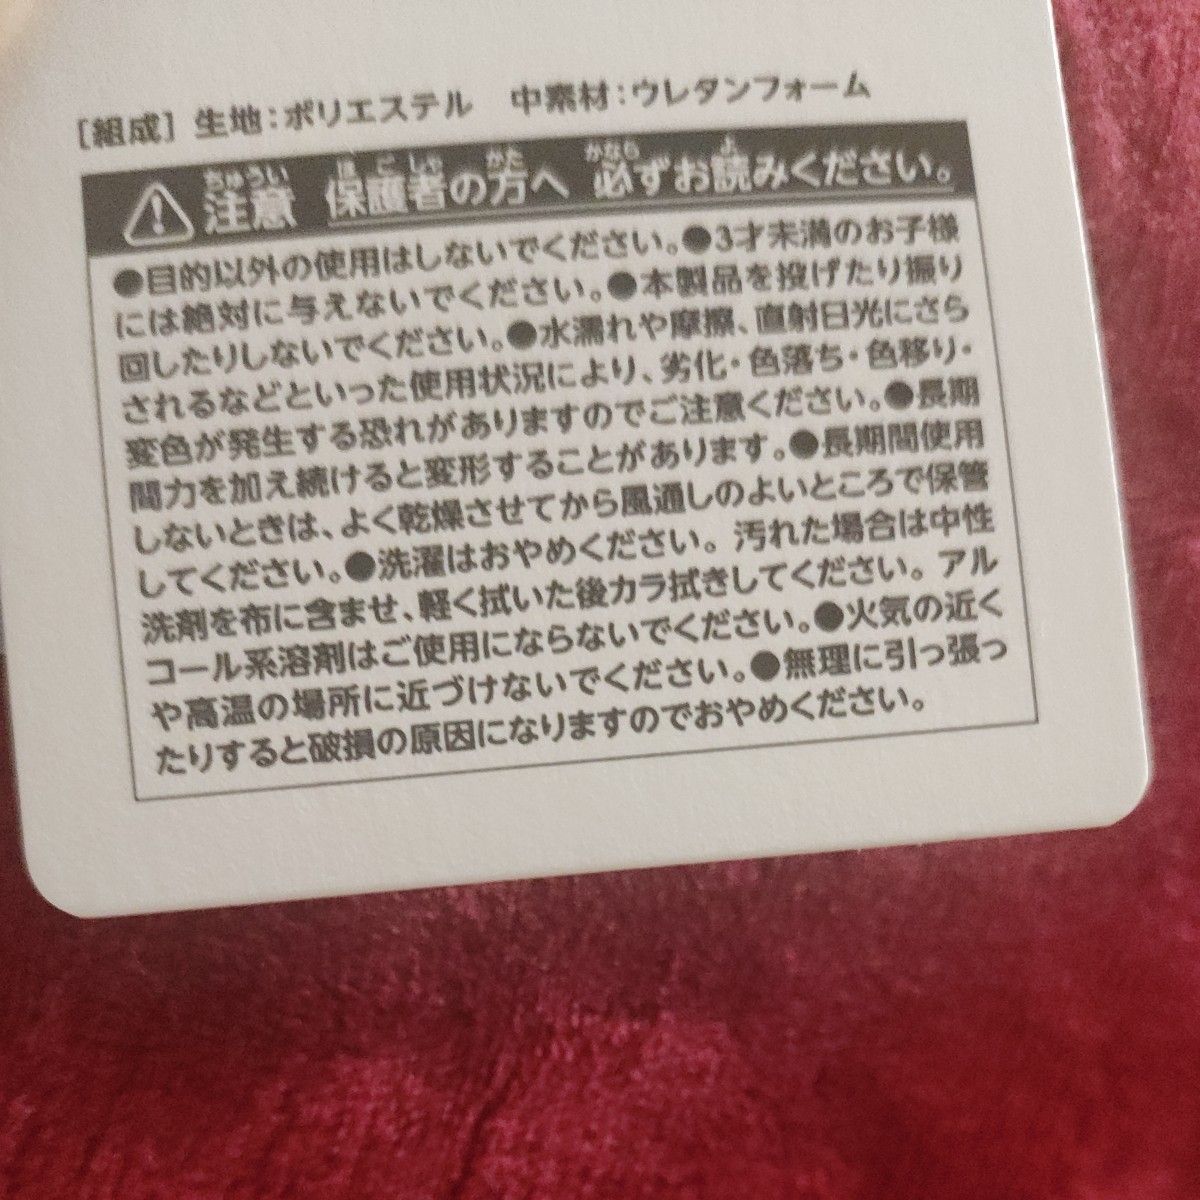 ［組成］生地：ポリエステル　中素材：ウレタンフォーム
注意 保護者の方へ 必ずお読みください。
●目的以外の使用はしないでください。●3才未満のお子様
には絶対に与えないでください。●本製品を投げたり振り
回したりしないでください。●水濡れや摩擦、直射日光にさら
されるなどといった使用状況により、劣化・色落ち・色移り・
変色が発生する恐れがありますのでご注意ください。●長期
間力を加え続けると変形することがあります。●長期間使用
しないときは、よく乾燥させてから風通しのよいところで保管
してください。●洗濯はおやめください。汚れた場合は中性
洗剤を布に含ませ、軽く拭いた後カラ拭きしてください。アル
コール系溶剤はご使用にならないでください。●火気の近く
や高温の場所に近づけないでください。●無理に引っ張っ
たりすると破損の原因になりますのでおやめください。